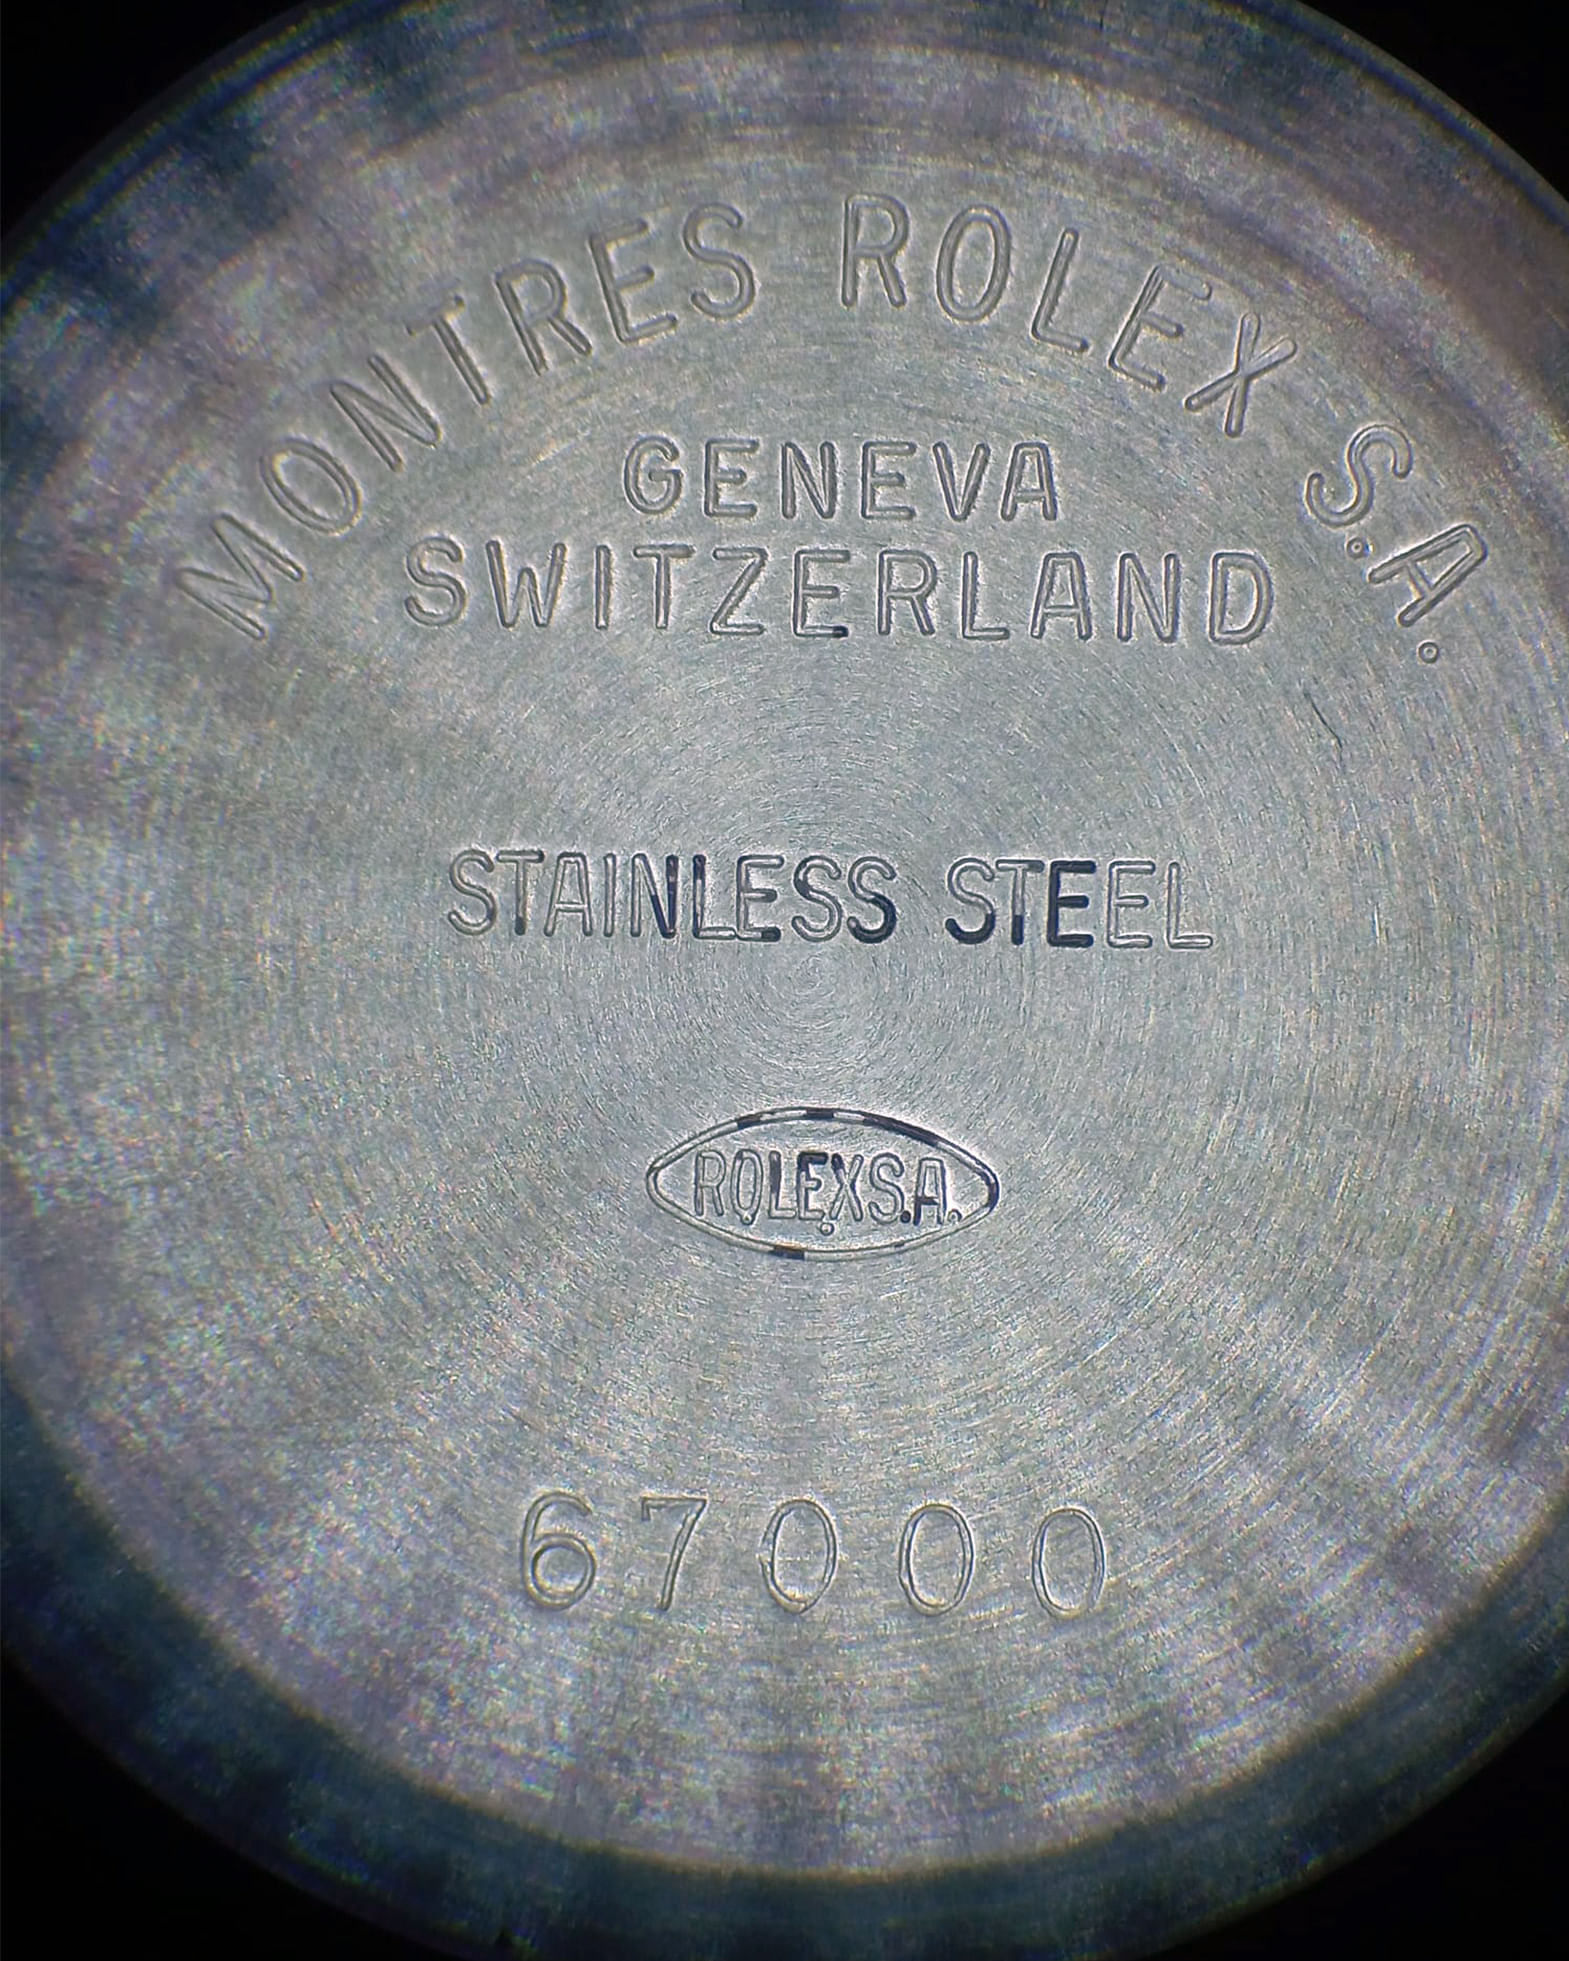 MONTRES ROLEX S.A.
GENEVA
SWITZERLAND
STAINLESS STEEL
ROLEX S.A.
67000